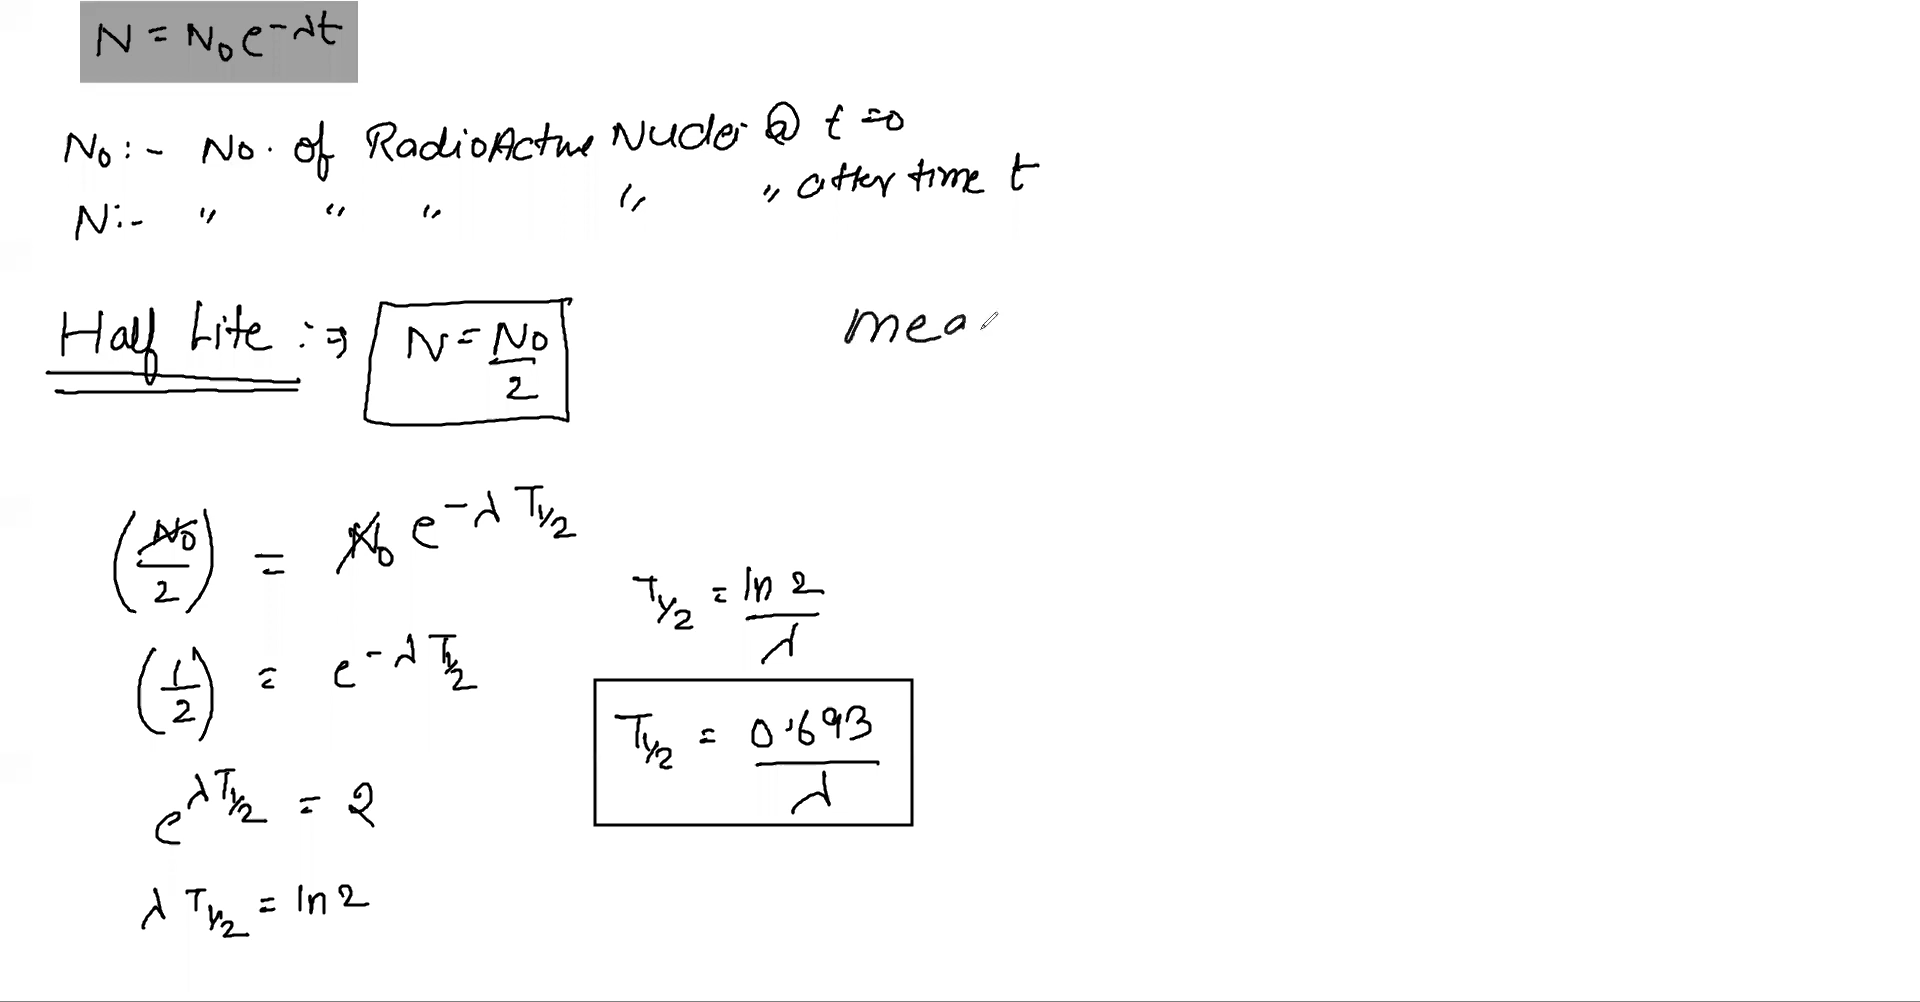 N = N₀e^-λt
N₀ :- No. of RadioActive Nuclei @ t=0
N :- " " " " " after time t
Half Life :⇒ N = N₀/2
mea
(N₀/2) = N₀ e^-λT₁/₂
(1/2) = e^-λT₁/₂
e^λT₁/₂ = 2
λT₁/₂ = ln 2
T₁/₂ = ln 2/λ
T₁/₂ = 0.693/λ